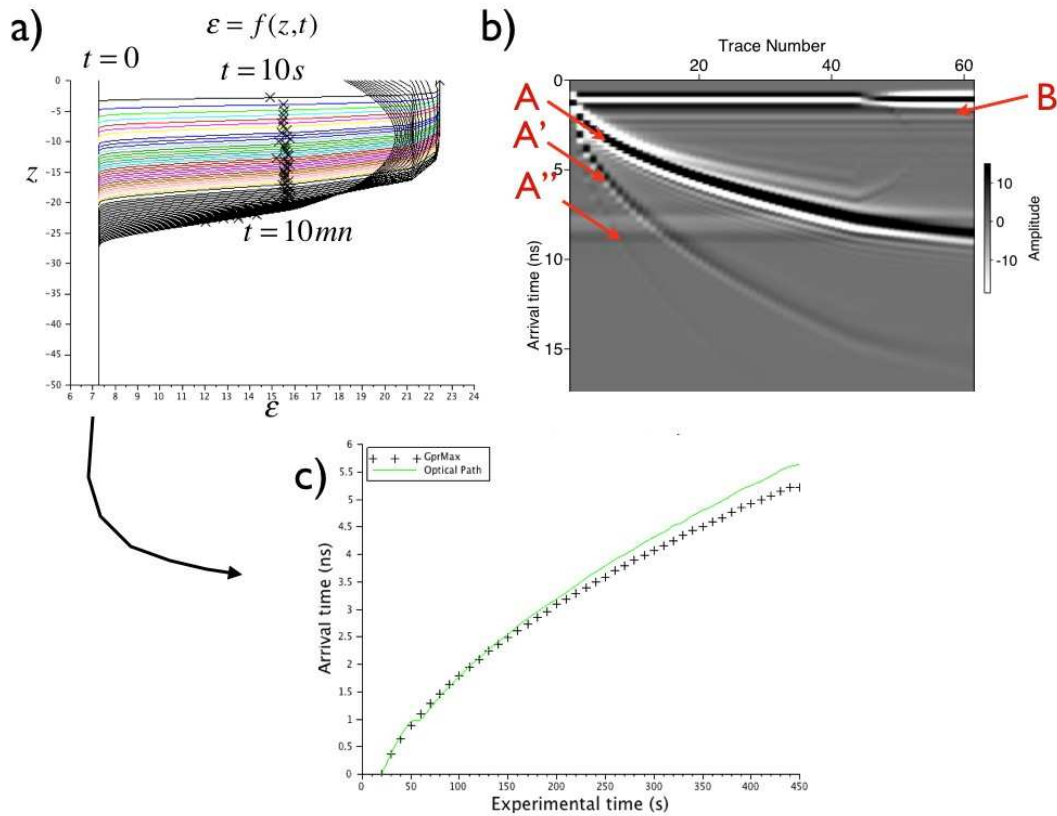 a)
ε = f(z,t)
t = 0
t = 10s
0
-5
-10
-15
-20
-25
-30
-35
-40
-45
-50
z
t = 10mn
6 7 8 9 10 11 12 13 14 15 16 17 18 19 20 21 22 23 24
ε
b)
Trace Number
20 40 60
0
5
10
15
Arrival time (ns)
A
A'
A''
B
10
0
-10
Amplitude
c)
GprMax
Optical Path
6
5.5
5
4.5
4
3.5
3
2.5
2
1.5
1
0.5
0
Arrival time (ns)
0 50 100 150 200 250 300 350 400 450
Experimental time (s)